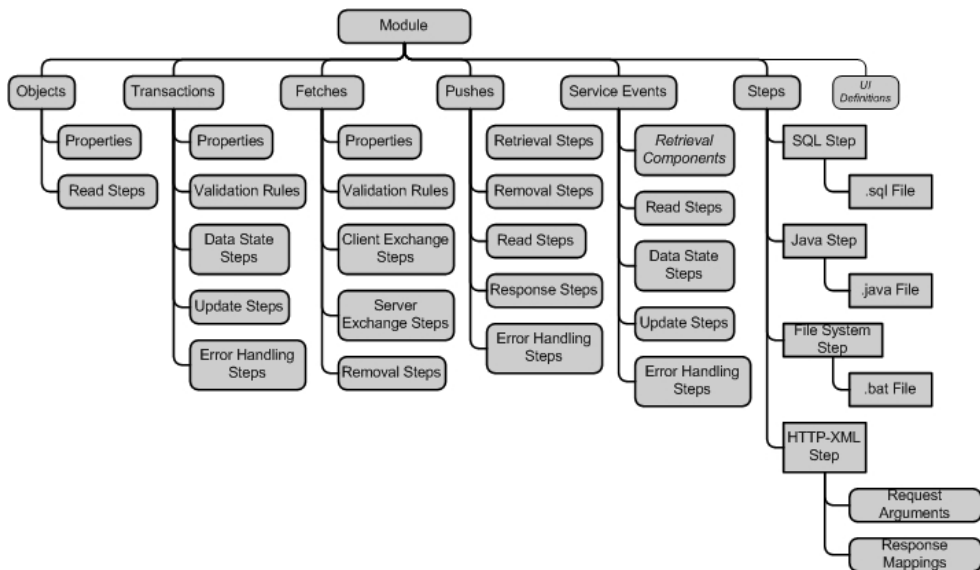 Module
Objects
Transactions
Fetches
Pushes
Service Events
Steps
UI
Definitions
Properties
Read Steps
Properties
Validation Rules
Data State
Steps
Update Steps
Error Handling
Steps
Properties
Validation Rules
Client Exchange
Steps
Server
Exchange Steps
Removal Steps
Retrieval Steps
Removal Steps
Read Steps
Response Steps
Error Handling
Steps
Retrieval
Components
Read Steps
Data State
Steps
Update Steps
Error Handling
Steps
SQL Step
.sql File
Java Step
.java File
File System
Step
.bat File
HTTP-XML
Step
Request
Arguments
Response
Mappings